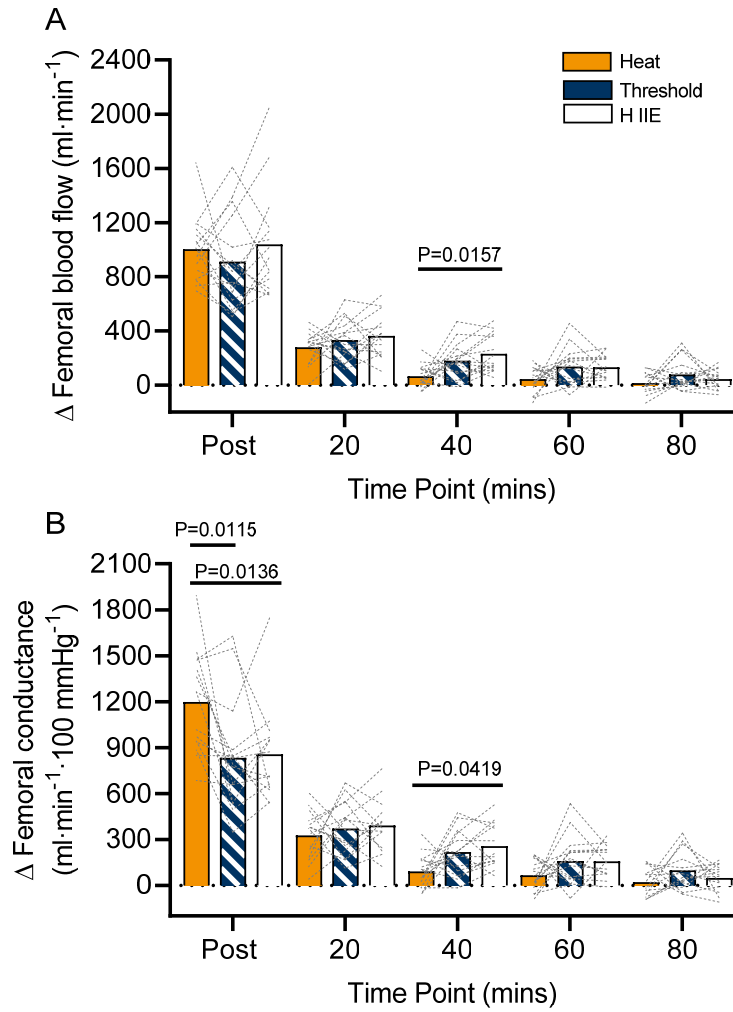 A
Δ Femoral blood flow (ml·min⁻¹)
2400
2000
1600
1200
800
400
0
Heat
Threshold
H IIE
P=0.0157
Post 20 40 60 80
Time Point (mins)
B
Δ Femoral conductance
(ml·min⁻¹·100 mmHg⁻¹)
P=0.0115
P=0.0136
2100
1800
1500
1200
900
600
300
0
P=0.0419
Post 20 40 60 80
Time Point (mins)